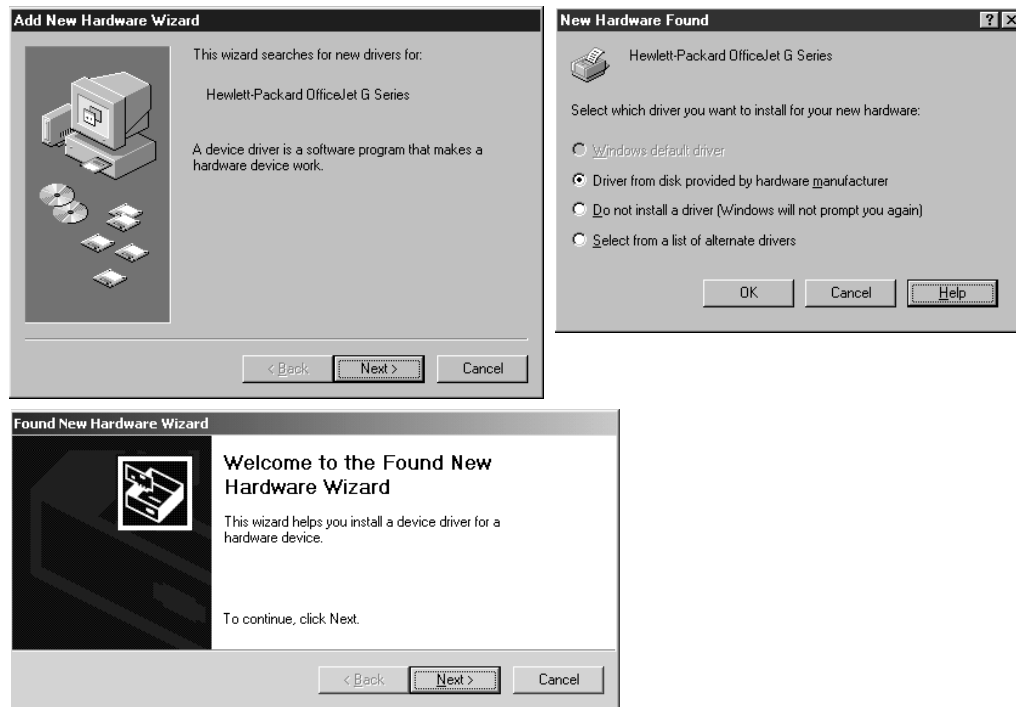 Add New Hardware Wizard
This wizard searches for new drivers for:
Hewlett-Packard OfficeJet G Series
A device driver is a software program that makes a
hardware device work.
< Back
Next >
Cancel
New Hardware Found
Hewlett-Packard OfficeJet G Series
Select which driver you want to install for your new hardware:
Windows default driver
Driver from disk provided by hardware manufacturer
Do not install a driver (Windows will not prompt you again)
Select from a list of alternate drivers
OK
Cancel
Help
Found New Hardware Wizard
Welcome to the Found New
Hardware Wizard
This wizard helps you install a device driver for a
hardware device.
To continue, click Next.
< Back
Next >
Cancel